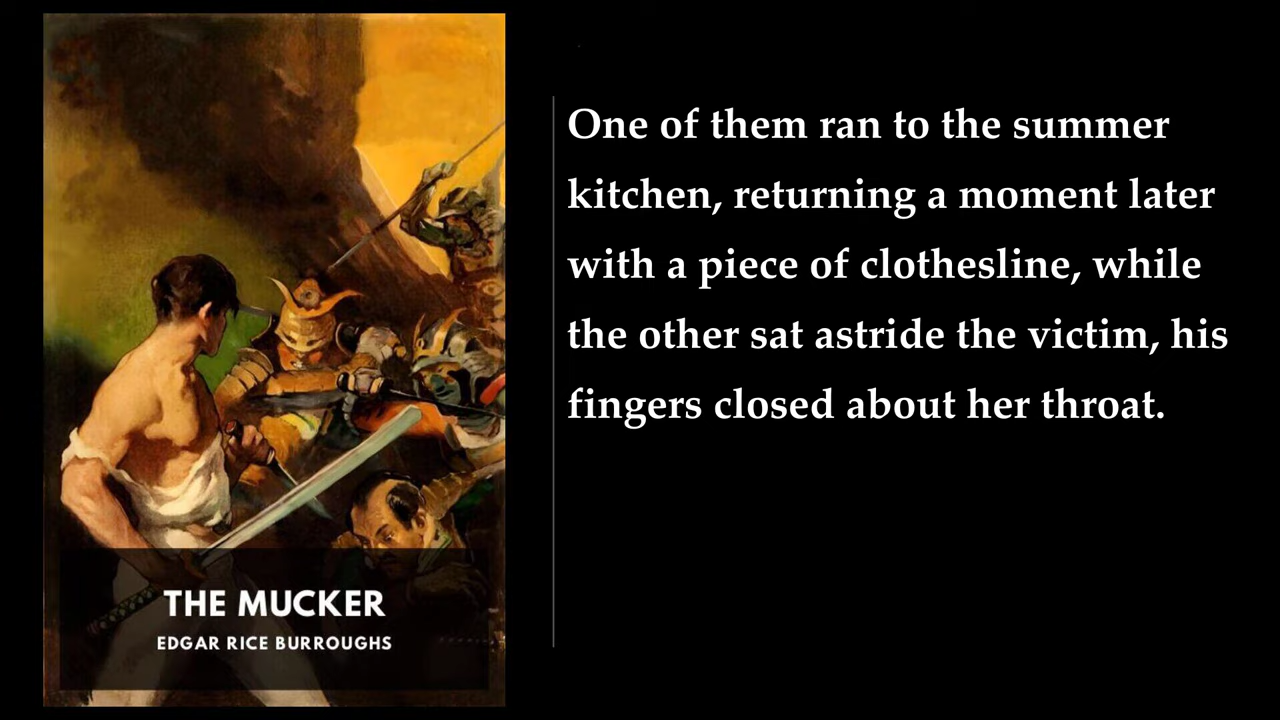 THE MUCKER
EDGAR RICE BURROUGHS
One of them ran to the summer
kitchen, returning a moment later
with a piece of clothesline, while
the other sat astride the victim, his
fingers closed about her throat.